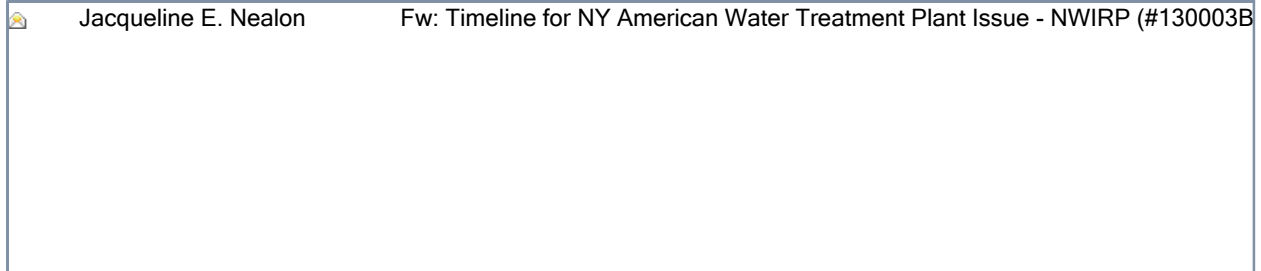 Jacqueline E. Nealon Fw: Timeline for NY American Water Treatment Plant Issue - NWIRP (#130003B